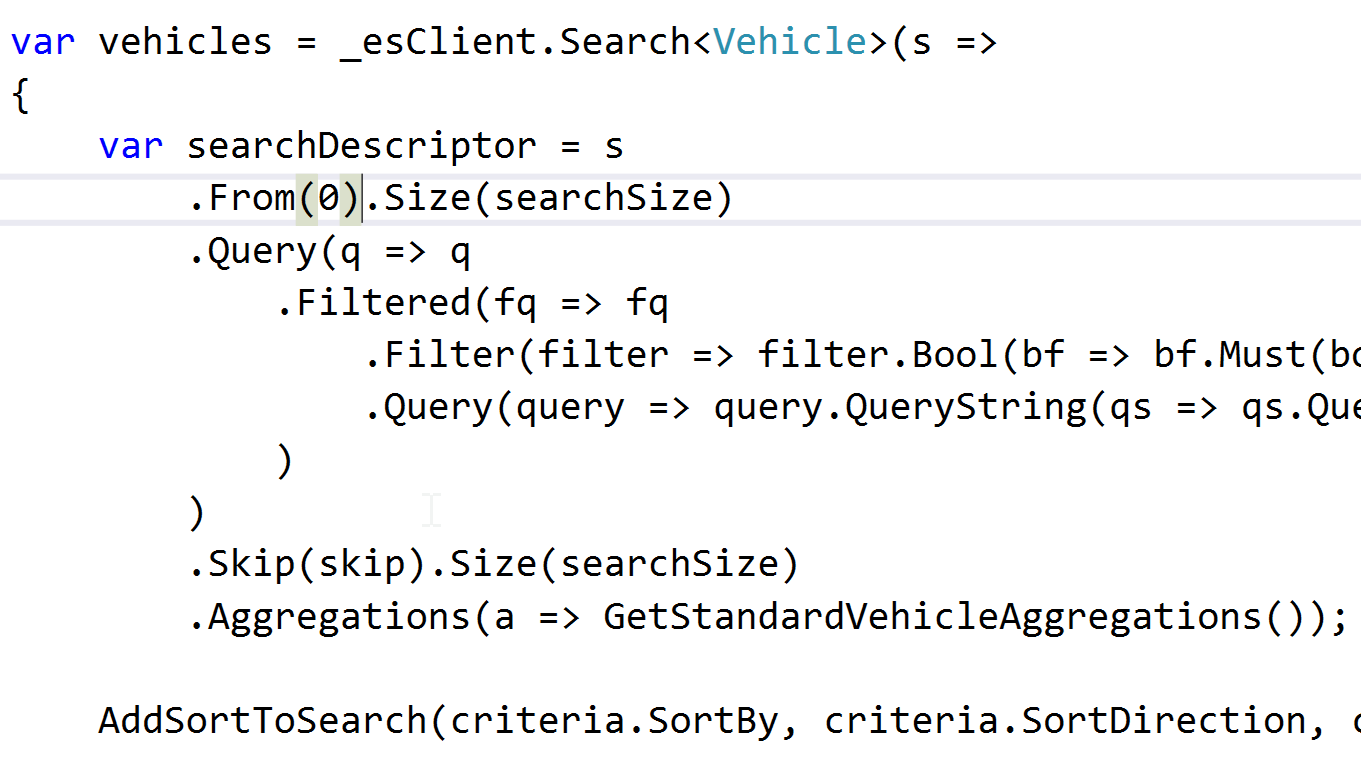 var vehicles = _esClient.Search<Vehicle>(s =>
{
    var searchDescriptor = s
        .From(0).Size(searchSize)
        .Query(q => q
            .Filtered(fq => fq
                .Filter(filter => filter.Bool(bf => bf.Must(bo
                .Query(query => query.QueryString(qs => qs.Que
            )
        )
        .Skip(skip).Size(searchSize)
        .Aggregations(a => GetStandardVehicleAggregations());
    AddSortToSearch(criteria.SortBy, criteria.SortDirection,